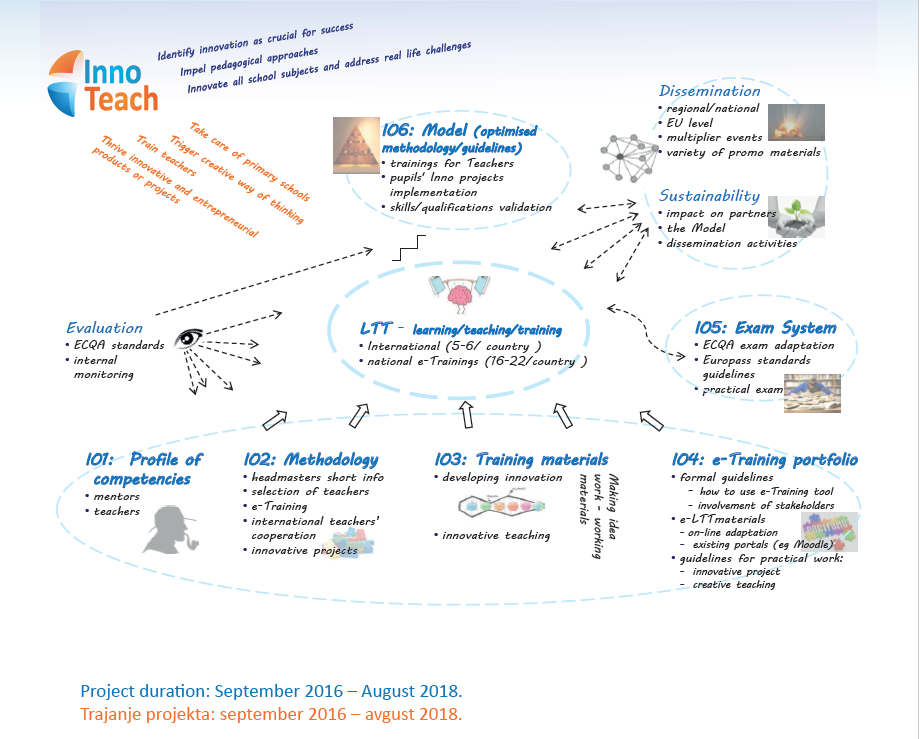 Inno
Teach
Identify innovation as crucial for success
Impel pedagogical approaches
Innovate all school subjects and address real life challenges
Take care of primary schools
Trigger creative way of thinking
Train teachers
Thrive innovative and entrepreneurial
products or projects
IO6: Model (optimised
methodology/guidelines)
• trainings for Teachers
• pupils' Inno projects
implementation
• skills/qualifications validation
Dissemination
• regional/national
• EU level
• multiplier events
• variety of promo materials
Sustainability
• impact on partners
• the Model
• dissemination activities
Evaluation
• ECQA standards
• internal
monitoring
LTT - learning/teaching/training
• International (5-6/ country )
• national e-Trainings (16-22/country )
IO5: Exam System
• ECQA exam adaptation
• Europass standards
guidelines
• practical exam
IO1: Profile of
competencies
• mentors
• teachers
IO2: Methodology
• headmasters short info
• selection of teachers
• e-Training
• international teachers'
cooperation
• innovative projects
IO3: Training materials
• developing innovation
• innovative teaching
Making idea
work - working
materials
IO4: e-Training portfolio
• formal guidelines
- how to use e-Training tool
- involvement of stakeholders
• e-LTTmaterials
- on-line adaptation
- existing portals (eg Moodle)
• guidelines for practical work:
- innovative project
- creative teaching
PORTFOLIO
Project duration: September 2016 – August 2018.
Trajanje projekta: september 2016 – avgust 2018.